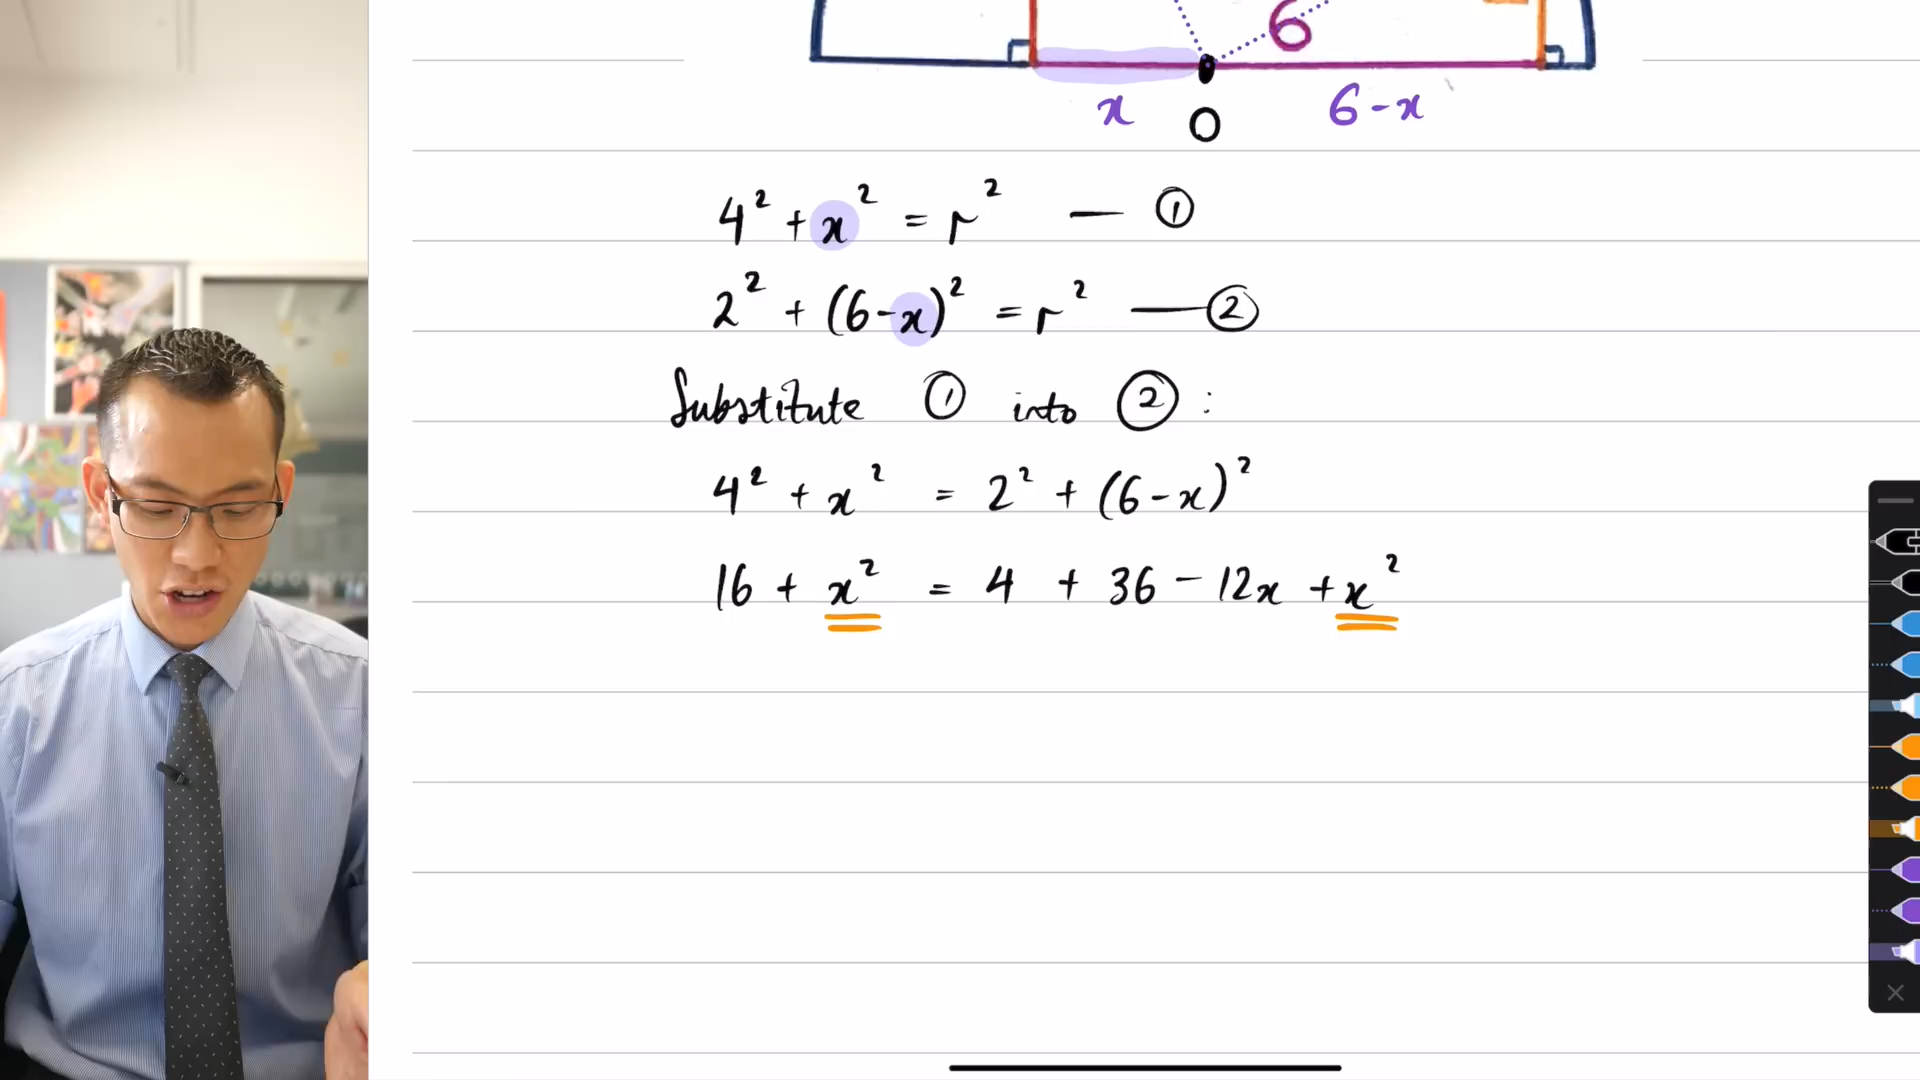 6
x 6-x
O
4² + x² = r² — ①
2² + (6-x)² = r² — ②
Substitute ① into ② :
4² + x² = 2² + (6-x)²
16 + x² = 4 + 36 - 12x + x²